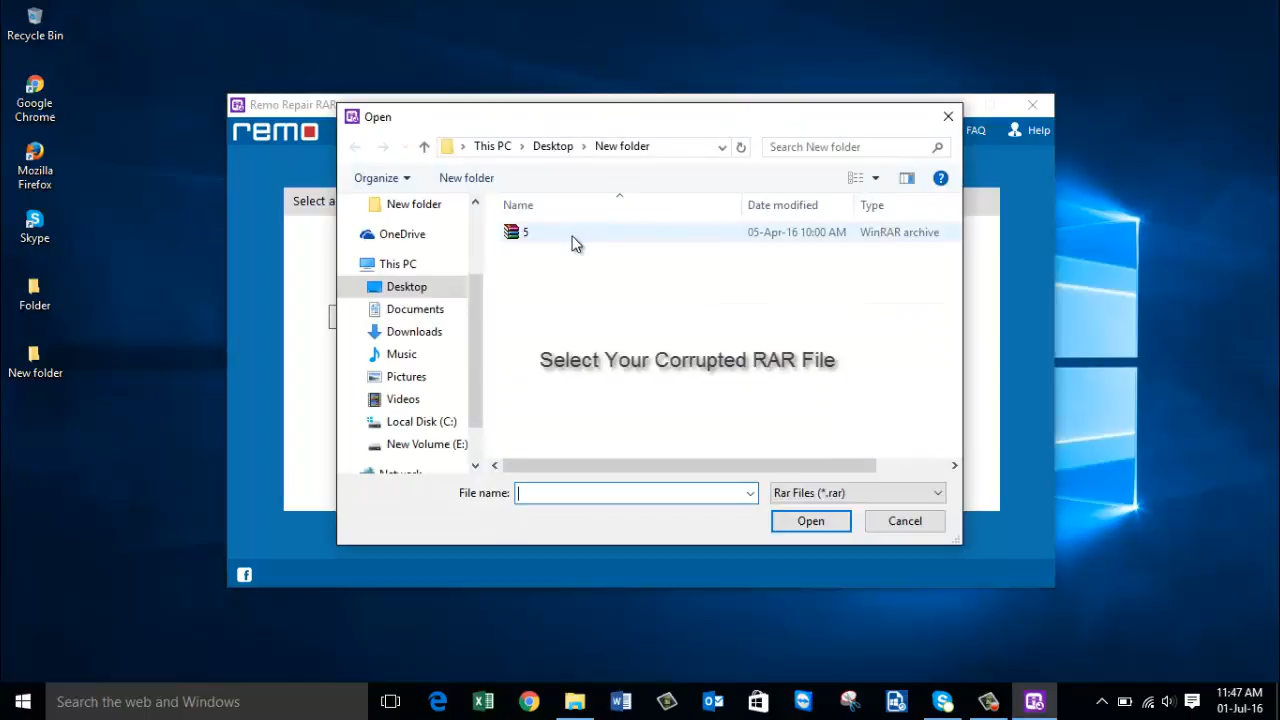 Recycle Bin
Google
Chrome
Mozilla
Firefox
Skype
Folder
New folder
Remo Repair RAR
remo
FAQ
Help
Select a
Open
This PC
Desktop
New folder
Search New folder
Organize
New folder
New folder
OneDrive
This PC
Desktop
Documents
Downloads
Music
Pictures
Videos
Local Disk (C:)
New Volume (E:)
Network
Name
Date modified
Type
5
05-Apr-16 10:00 AM
WinRAR archive
Select Your Corrupted RAR File
File name:
Rar Files (*.rar)
Open
Cancel
Search the web and Windows
11:47 AM
01-Jul-16